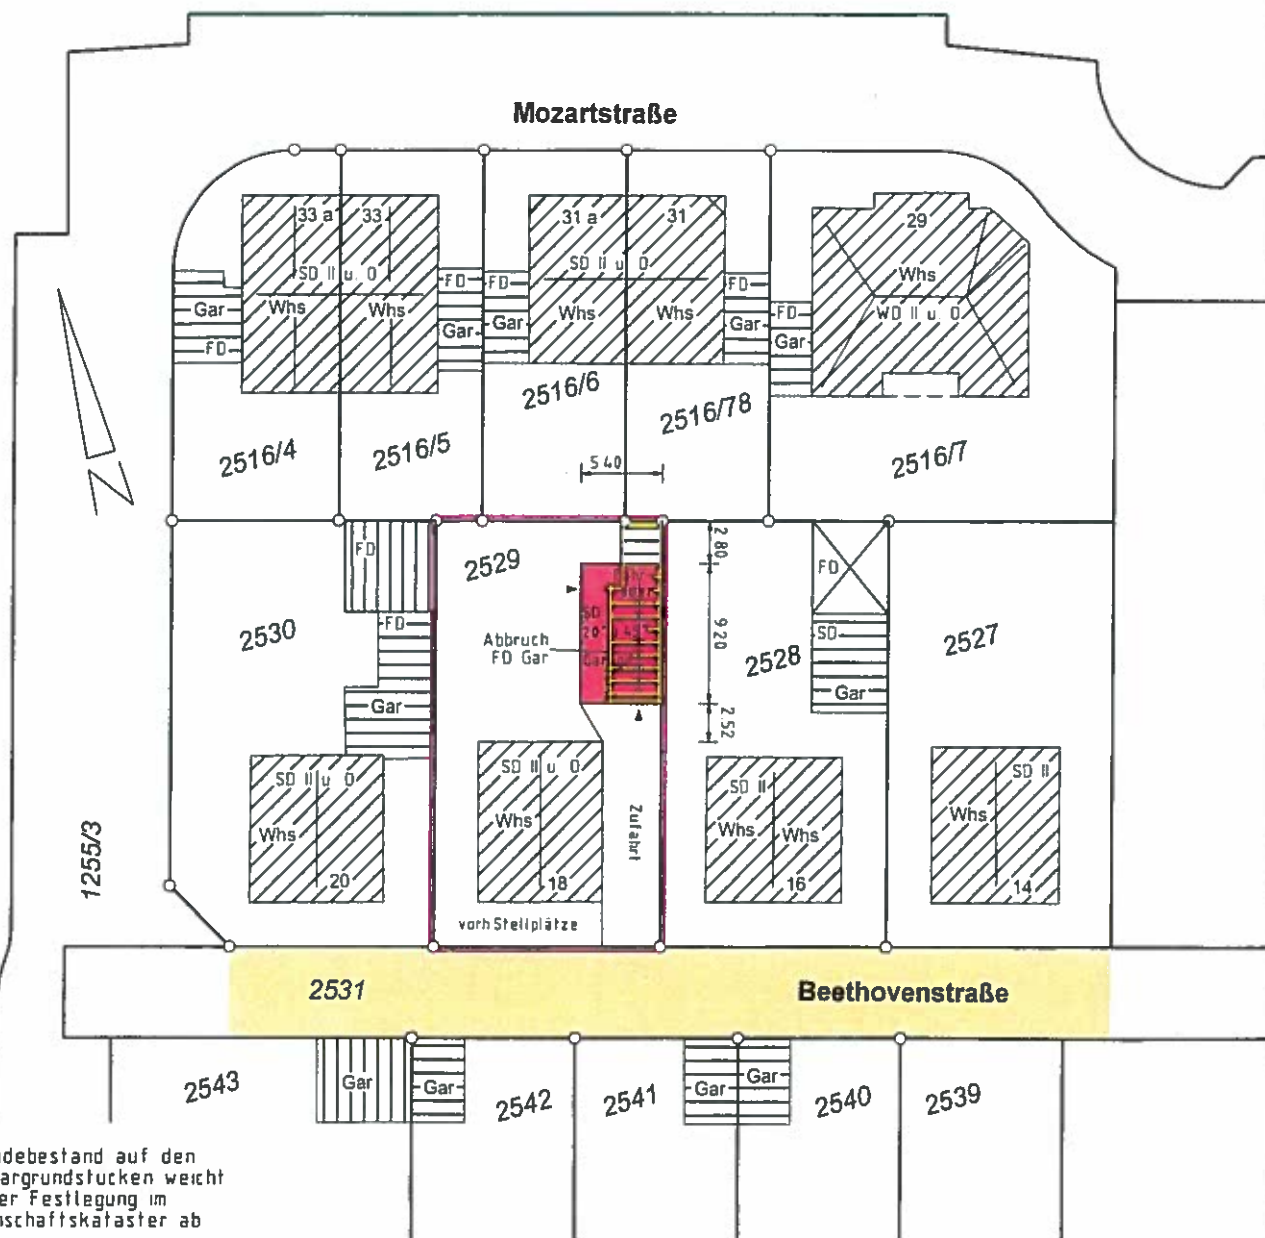 Mozartstraße
33 a 33
31 a 31
29
SD II u. D
SD II u D
Whs
WD II u. D
Gar
FD
Whs
Whs
FD
Gar
FD
Gar
Whs
Whs
FD
Gar
FD
Gar
2516/4
2516/5
2516/6
2516/78
2516/7
5 40
N
FD
2530
FD
Gar
2529
Abbruch
FD Gar
SD
20°
2 80
9 20
2.52
2528
FD
SD
Gar
2527
SD II u D
Whs
20
SD II u D
Whs
18
Zufahrt
SD II
Whs Whs
16
SD II
Whs
14
vorh Stellplätze
1255/3
2531
Beethovenstraße
2543
Gar
Gar
2542
2541
Gar
Gar
2540
2539
debestand auf den
argrundstucken weicht
er Festlegung im
schaftskataster ab